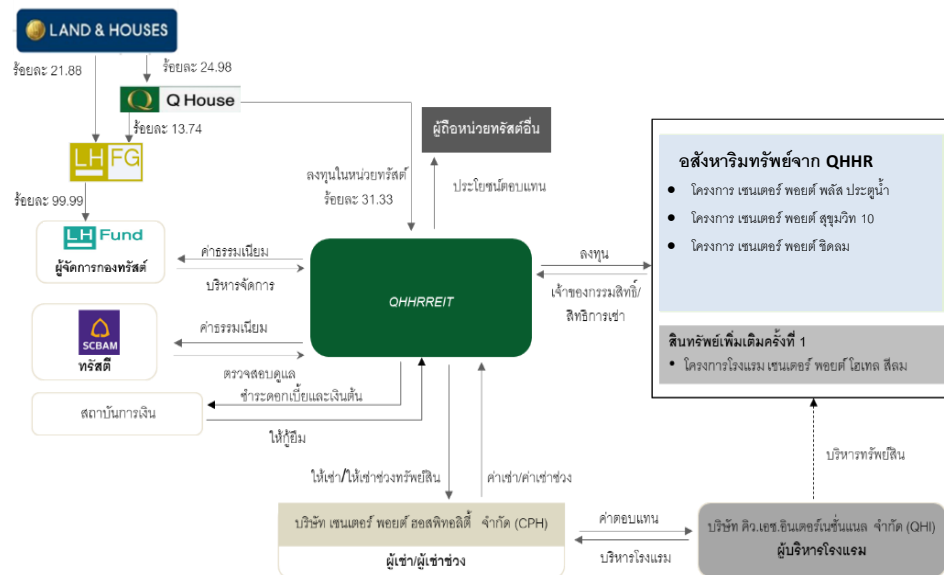 LAND & HOUSES
ร้อยละ 21.88
ร้อยละ 24.98
Q Q House
ร้อยละ 13.74
LH FG
ร้อยละ 99.99
LH Fund
ผู้จัดการกองทรัสต์
ค่าธรรมเนียม
บริหารจัดการ
SCBAM
ทรัสตี
ค่าธรรมเนียม
ตรวจสอบดูแล
ชำระดอกเบี้ยและเงินต้น
สถาบันการเงิน
ให้กู้ยืม
ลงทุนในหน่วยทรัสต์
ร้อยละ 31.33
ผู้ถือหน่วยทรัสต์อื่น
ประโยชน์ตอบแทน
QHHRREIT
ลงทุน
เจ้าของกรรมสิทธิ์/
สิทธิการเช่า
อสังหาริมทรัพย์จาก QHHR
• โครงการ เซนเตอร์ พอยต์ พลัส ประตูน้ำ
• โครงการ เซนเตอร์ พอยต์ สุขุมวิท 10
• โครงการ เซนเตอร์ พอยต์ ชิดลม
สินทรัพย์เพิ่มเติมครั้งที่ 1
• โครงการโรงแรม เซนเตอร์ พอยต์ โฮเทล สีลม
บริหารทรัพย์สิน
ให้เช่า/ให้เช่าช่วงทรัพย์สิน
ค่าเช่า/ค่าเช่าช่วง
บริษัท เซนเตอร์ พอยต์ ฮอสพิทอลิตี้ จำกัด (CPH)
ผู้เช่า/ผู้เช่าช่วง
ค่าตอบแทน
บริหารโรงแรม
บริษัท คิว.เอช.อินเตอร์เนชั่นแนล จำกัด (QHI)
ผู้บริหารโรงแรม